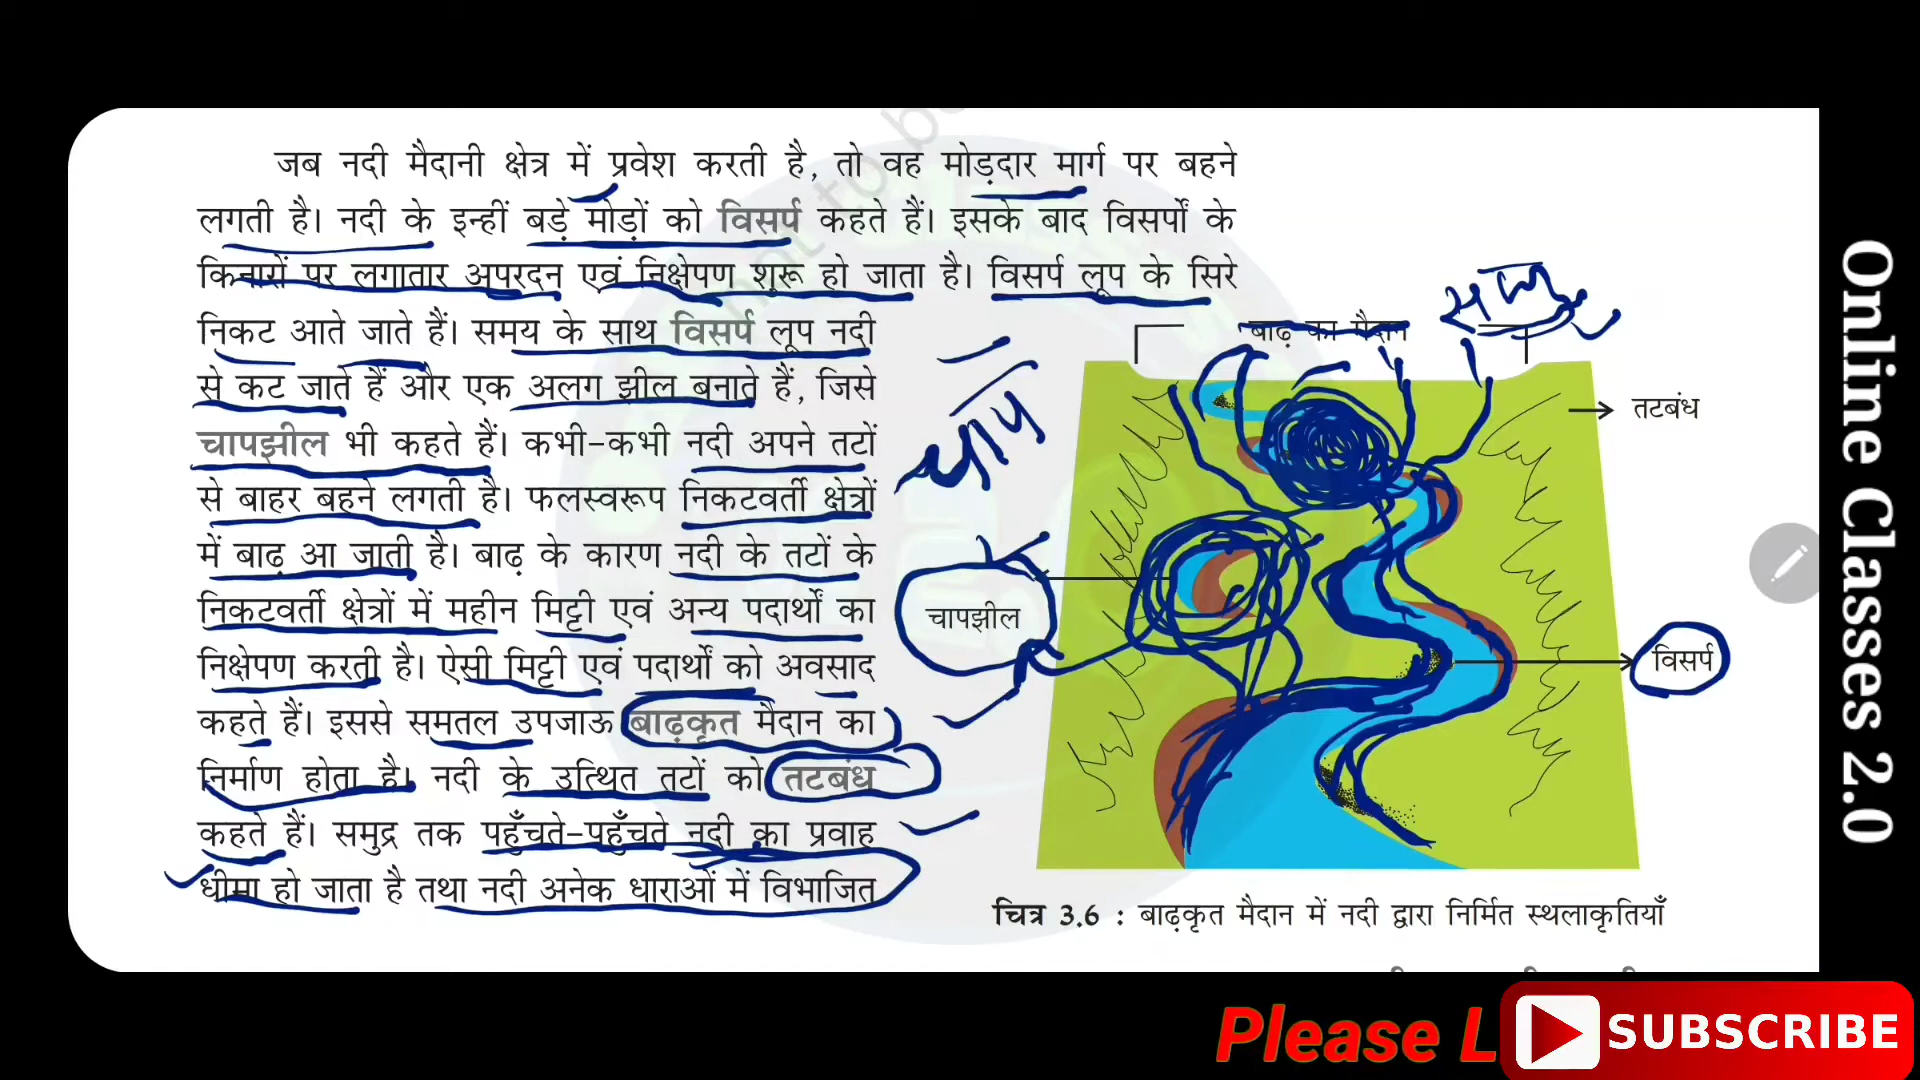 जब नदी मैदानी क्षेत्र में प्रवेश करती है, तो वह मोड़दार मार्ग पर बहने
लगती है। नदी के इन्हीं बड़े मोड़ों को विसर्प कहते हैं। इसके बाद विसर्पों के
किनारों पर लगातार अपरदन एवं निक्षेपण शुरू हो जाता है। विसर्प लूप के सिरे
निकट आते जाते हैं। समय के साथ विसर्प लूप नदी
से कट जाते हैं और एक अलग झील बनाते हैं, जिसे
चापझील भी कहते हैं। कभी-कभी नदी अपने तटों
से बाहर बहने लगती है। फलस्वरूप निकटवर्ती क्षेत्रों
में बाढ़ आ जाती है। बाढ़ के कारण नदी के तटों के
निकटवर्ती क्षेत्रों में महीन मिट्टी एवं अन्य पदार्थों का
निक्षेपण करती है। ऐसी मिट्टी एवं पदार्थों को अवसाद
कहते हैं। इससे समतल उपजाऊ बाढ़कृत मैदान का
निर्माण होता है। नदी के उत्थित तटों को तटबंध
कहते हैं। समुद्र तक पहुँचते-पहुँचते नदी का प्रवाह
धीमा हो जाता है तथा नदी अनेक धाराओं में विभाजित
चाप
बाढ़ का मैदान
तटबंध
चापझील
विसर्प
चित्र 3.6 : बाढ़कृत मैदान में नदी द्वारा निर्मित स्थलाकृतियाँ
Online Classes 2.0
Please L
SUBSCRIBE